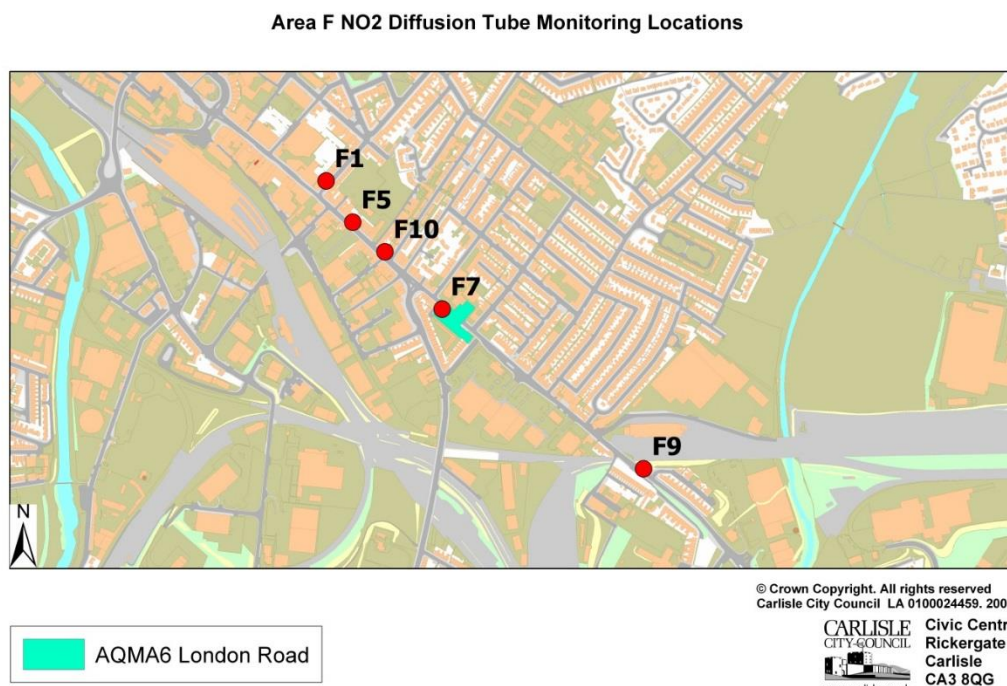 Area F NO2 Diffusion Tube Monitoring Locations
F1
F5
F10
F7
F9
N
© Crown Copyright. All rights reserved
Carlisle City Council LA 0100024459. 200
AQMA6 London Road
CARLISLE
CITY COUNCIL
Civic Centr
Rickergate
Carlisle
CA3 8QG